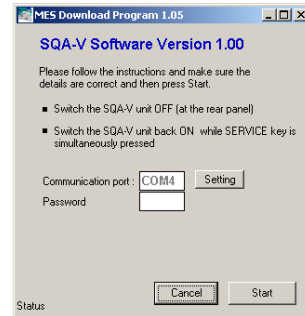 MES Download Program 1.05
SQA-V Software Version 1.00
Please follow the instructions and make sure the
details are correct and then press Start.
Switch the SQA-V unit OFF (at the rear panel)
Switch the SQA-V unit back ON while SERVICE key is
simultaneously pressed
Communication port : COM4 Setting
Password
Cancel Start
Status